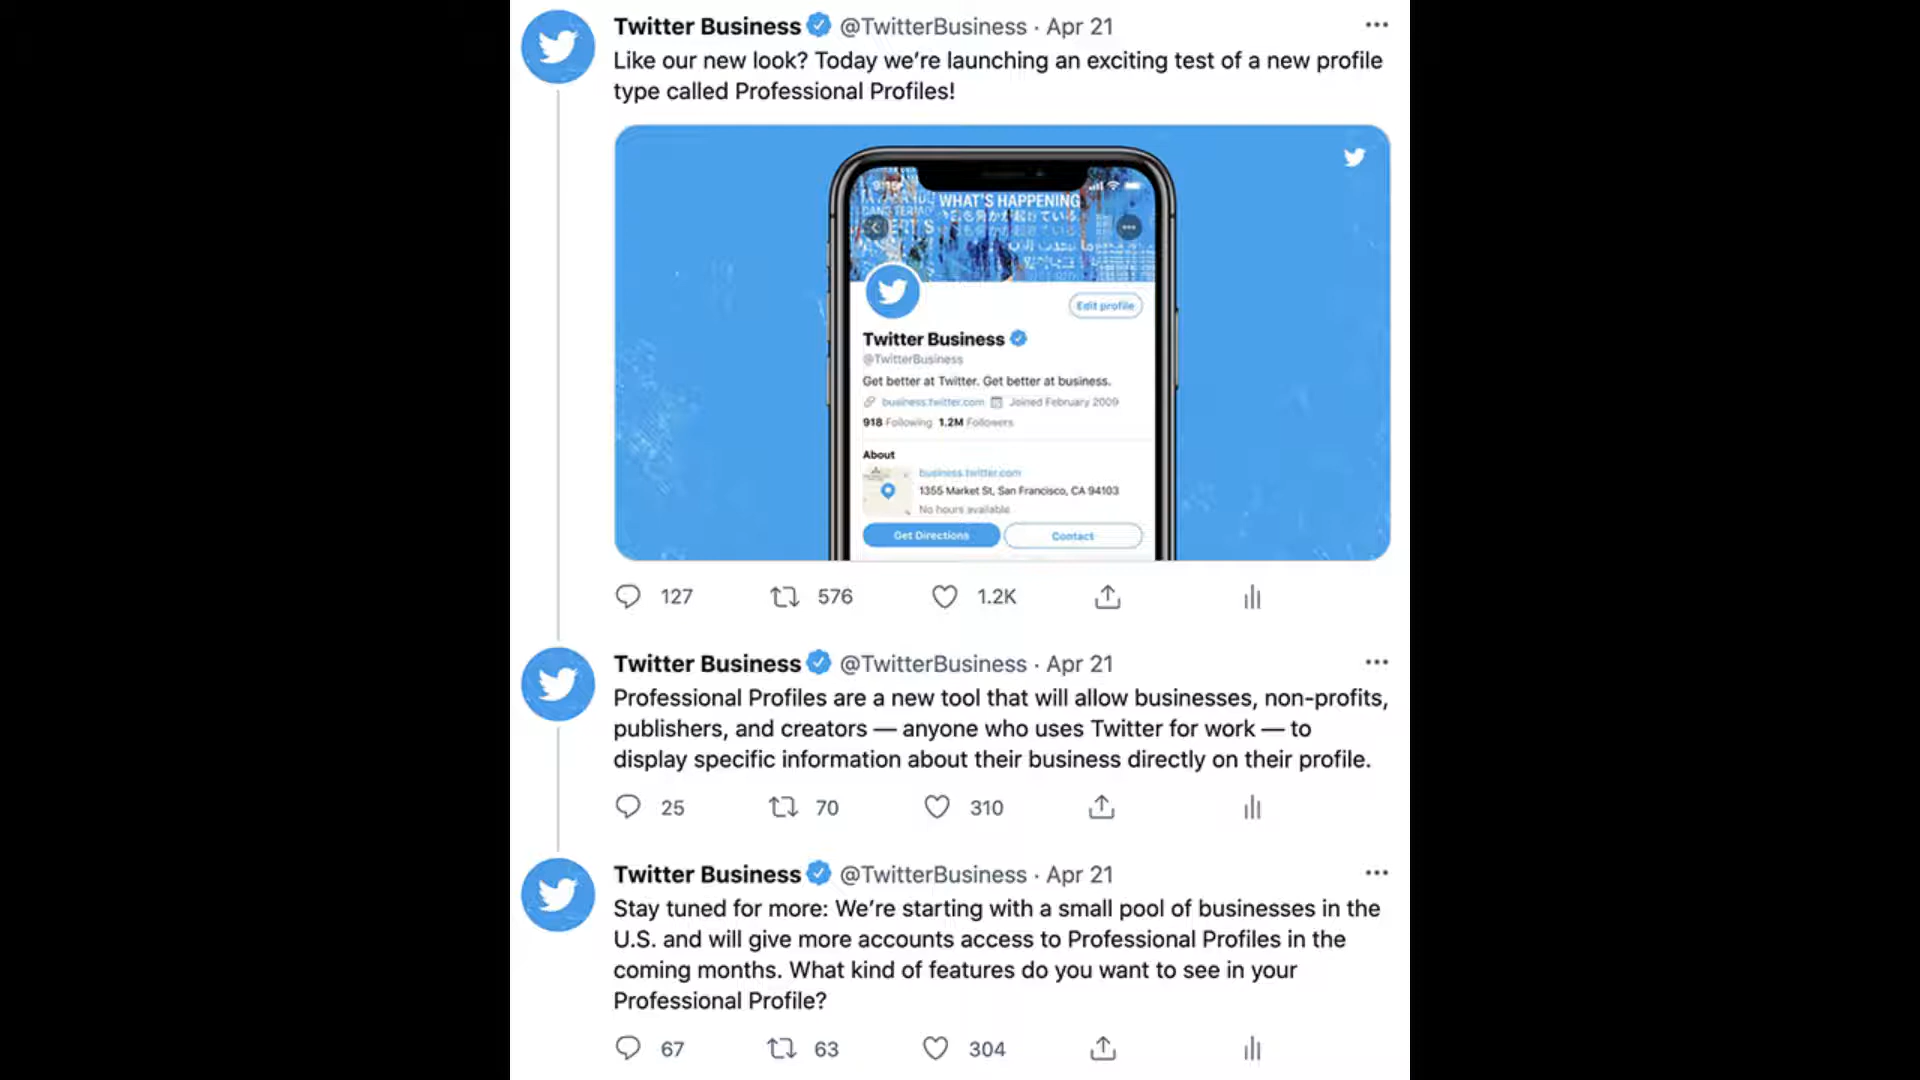 Twitter Business @TwitterBusiness · Apr 21
Like our new look? Today we’re launching an exciting test of a new profile
type called Professional Profiles!
WHAT'S HAPPENING
Edit profile
Twitter Business
@TwitterBusiness
Get better at Twitter. Get better at business.
business.twitter.com Joined February 2009
918 Following 1.2M Followers
About
business.twitter.com
1355 Market St, San Francisco, CA 94103
No hours available
Get Directions Contact
127 576 1.2K
Twitter Business @TwitterBusiness · Apr 21
Professional Profiles are a new tool that will allow businesses, non-profits,
publishers, and creators — anyone who uses Twitter for work — to
display specific information about their business directly on their profile.
25 70 310
Twitter Business @TwitterBusiness · Apr 21
Stay tuned for more: We’re starting with a small pool of businesses in the
U.S. and will give more accounts access to Professional Profiles in the
coming months. What kind of features do you want to see in your
Professional Profile?
67 63 304